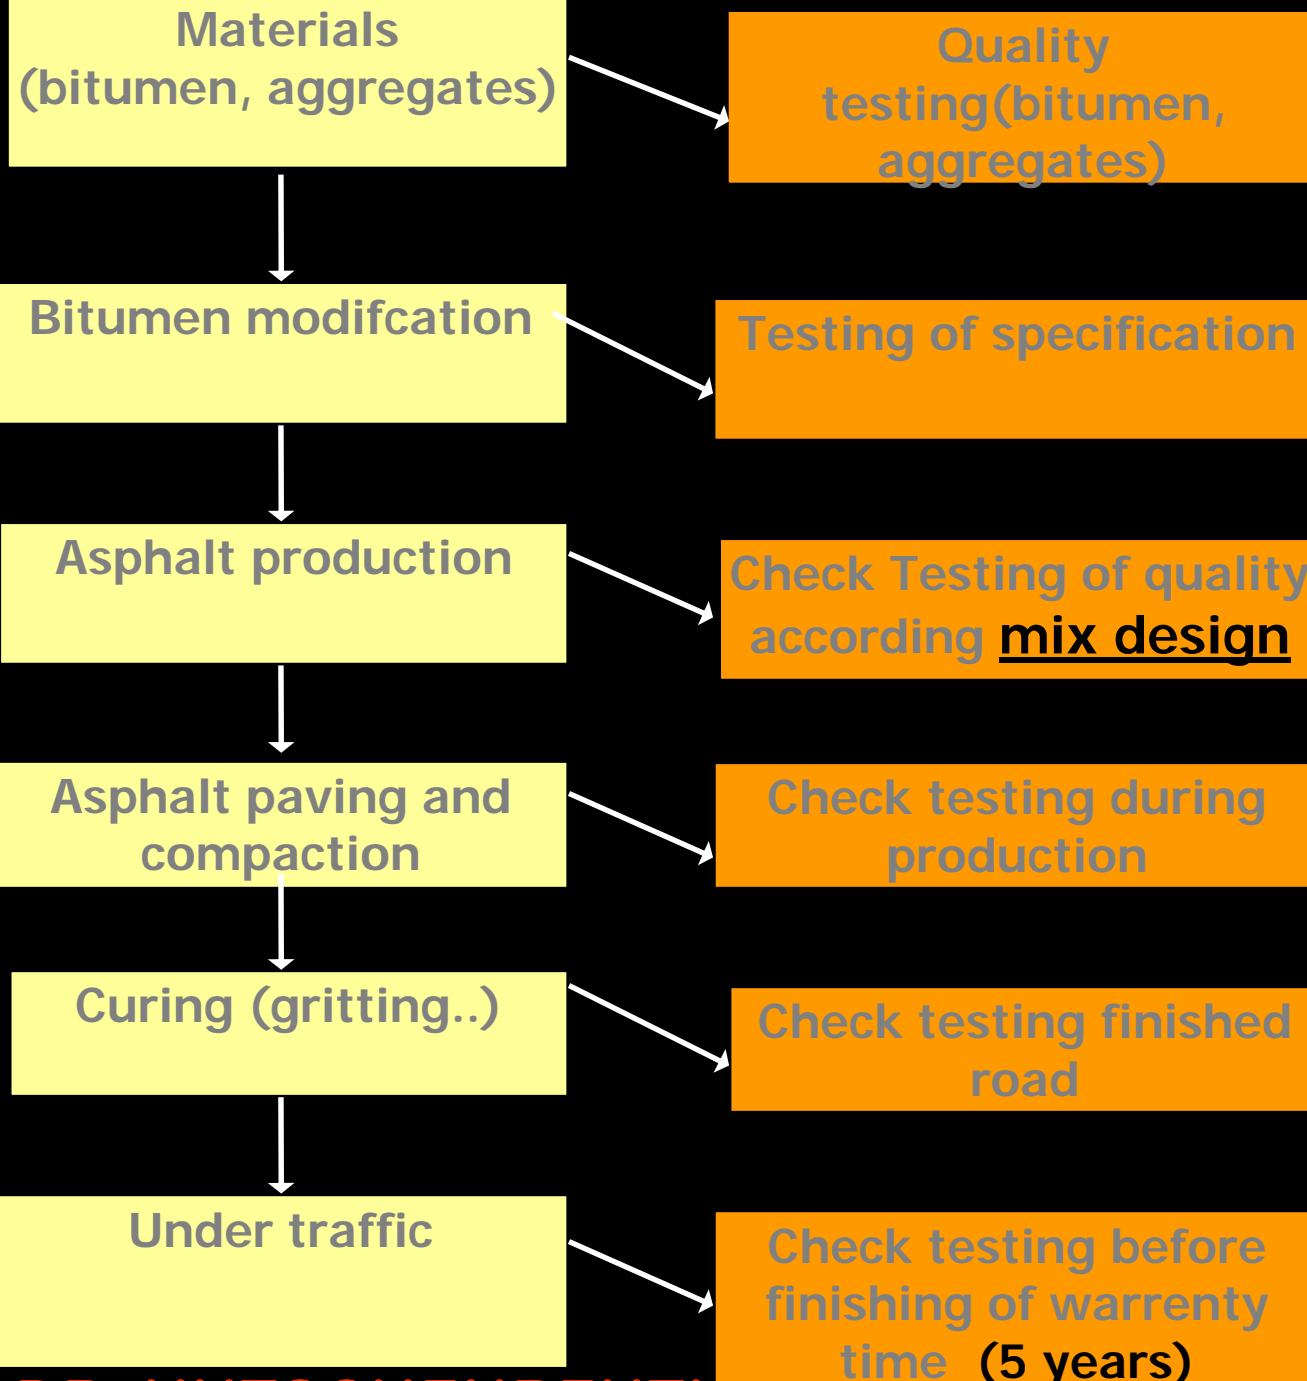 Materials
(bitumen, aggregates)
Quality
testing(bitumen,
aggregates)
Bitumen modifcation
Testing of specification
Asphalt production
Check Testing of quality
according mix design
Asphalt paving and
compaction
Check testing during
production
Curing (gritting..)
Check testing finished
road
Under traffic
Check testing before
finishing of warrenty
time (5 years)